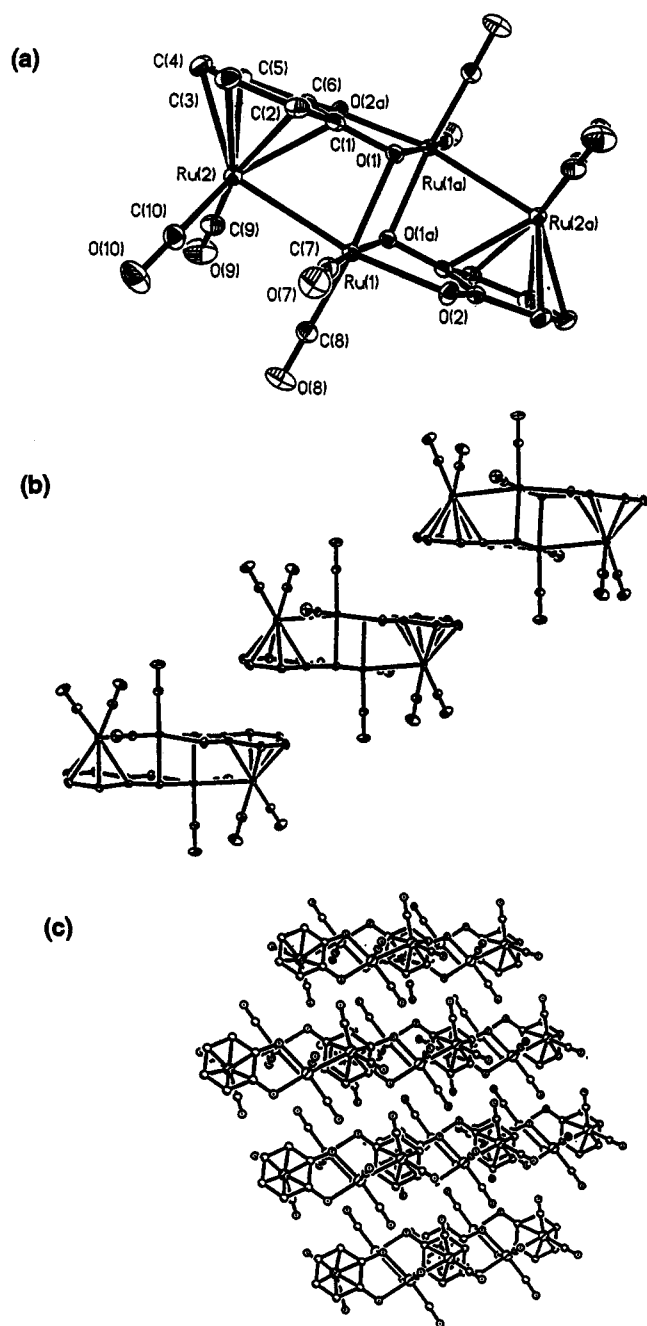 (a)
C(4)
C(5)
C(6)
O(2a)
C(3)
C(2)
C(1)
O(1)
Ru(2)
Ru(1a)
Ru(2a)
C(10)
C(9)
O(1a)
O(10)
O(9)
C(7)
Ru(1)
O(7)
O(2)
C(8)
O(8)
(b)
(c)